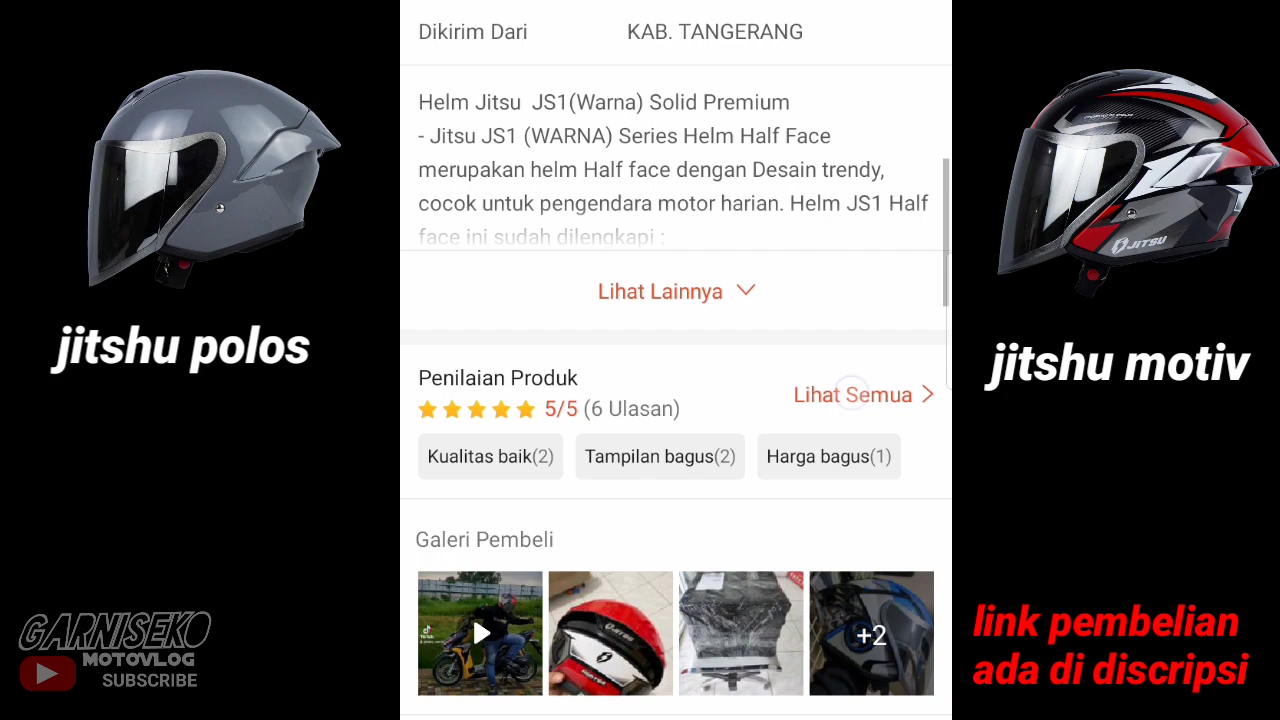 Dikirim Dari KAB. TANGERANG
Helm Jitsu JS1(Warna) Solid Premium
- Jitsu JS1 (WARNA) Series Helm Half Face
merupakan helm Half face dengan Desain trendy,
cocok untuk pengendara motor harian. Helm JS1 Half
face ini sudah dilengkapi :
Lihat Lainnya
Penilaian Produk
5/5 (6 Ulasan)
Lihat Semua
Kualitas baik(2)
Tampilan bagus(2)
Harga bagus(1)
Galeri Pembeli
TikTok
JITSU
+2
jitshu polos
JITSU
jitshu motiv
GARNISEKO
MOTOVLOG
SUBSCRIBE
link pembelian
ada di discripsi